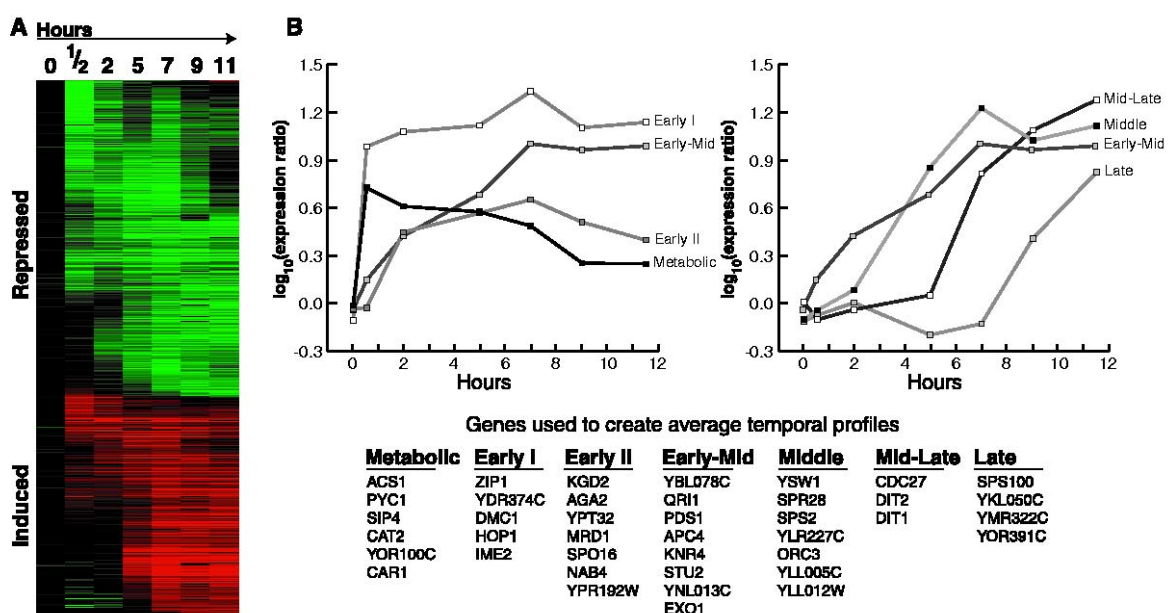 A
Hours
0 1/2 2 5 7 9 11
Repressed
Induced
B
log10(expression ratio)
1.5
1.2
0.9
0.6
0.3
0.0
-0.3
0 2 4 6 8 10 12
Hours
Early I
Early-Mid
Early II
Metabolic
log10(expression ratio)
1.5
1.2
0.9
0.6
0.3
0.0
-0.3
0 2 4 6 8 10 12
Hours
Mid-Late
Middle
Early-Mid
Late
Genes used to create average temporal profiles
Metabolic Early I Early II Early-Mid Middle Mid-Late Late
ACS1 ZIP1 KGD2 YBL078C YSW1 CDC27 SPS100
PYC1 YDR374C AGA2 QRI1 SPR28 DIT2 YKL050C
SIP4 DMC1 YPT32 PDS1 SPS2 DIT1 YMR322C
CAT2 HOP1 MRD1 APC4 YLR227C YOR391C
YOR100C IME2 SPO16 KNR4 ORC3
CAR1 NAB4 STU2 YLL005C
YPR192W YNL013C YLL012W
EXO1